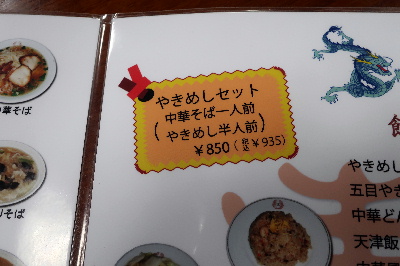 やきめしセット
中華そば一人前
(やきめし半人前)
￥850(税込￥935)
華そば
そば
やきめし
五目やき
中華どん
天津飯